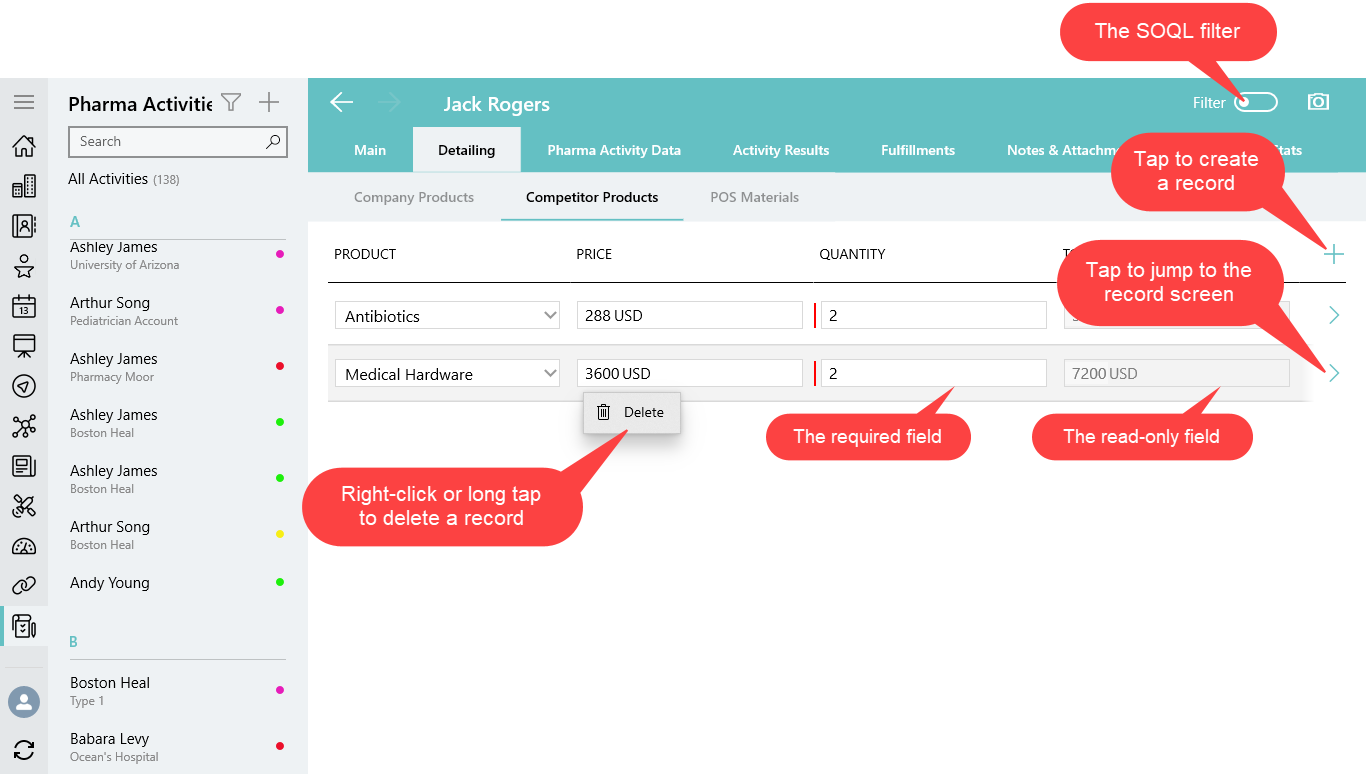 The SOQL filter
Pharma Activitie
Jack Rogers
Filter
Search
Main
Detailing
Pharma Activity Data
Activity Results
Fulfillments
Notes & Attachm
tats
Tap to create
a record
All Activities (138)
Company Products
Competitor Products
POS Materials
A
Ashley James
University of Arizona
Arthur Song
Pediatrician Account
Ashley James
Pharmacy Moor
Ashley James
Boston Heal
Ashley James
Boston Heal
Arthur Song
Boston Heal
Andy Young
B
Boston Heal
Type 1
Babara Levy
Ocean's Hospital
13
PRODUCT
PRICE
QUANTITY
Tap to jump to the
record screen
Antibiotics
288 USD
2
Medical Hardware
3600 USD
2
7200 USD
Delete
The required field
The read-only field
Right-click or long tap
to delete a record